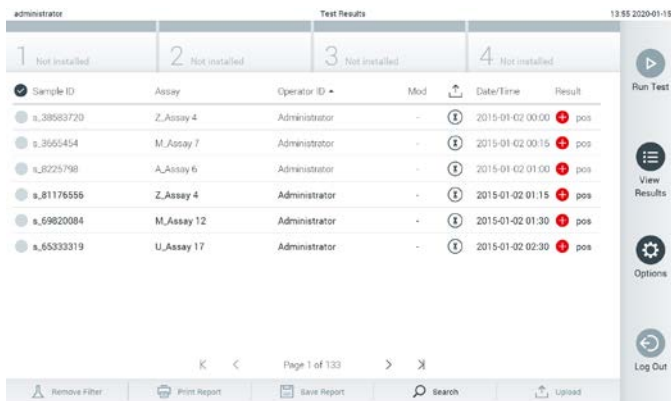 administrator Test Results 13:55 2020-01-15
1 Not installed 2 Not installed 3 Not installed 4 Not installed
Run Test
Sample ID Assay Operator ID Mod Date/Time Result
s_38583720 Z_Assay 4 Administrator - 2015-01-02 00:00 pos
s_3665454 M_Assay 7 Administrator - 2015-01-02 00:15 pos
s_8225798 A_Assay 6 Administrator - 2015-01-02 01:00 pos
View
Results
s_81176556 Z_Assay 4 Administrator - 2015-01-02 01:15 pos
s_69820084 M_Assay 12 Administrator - 2015-01-02 01:30 pos
s_65333319 U_Assay 17 Administrator - 2015-01-02 02:30 pos
Options
K < Page 1 of 133 >
Log Out
Remove Filter Print Report Save Report Search Upload